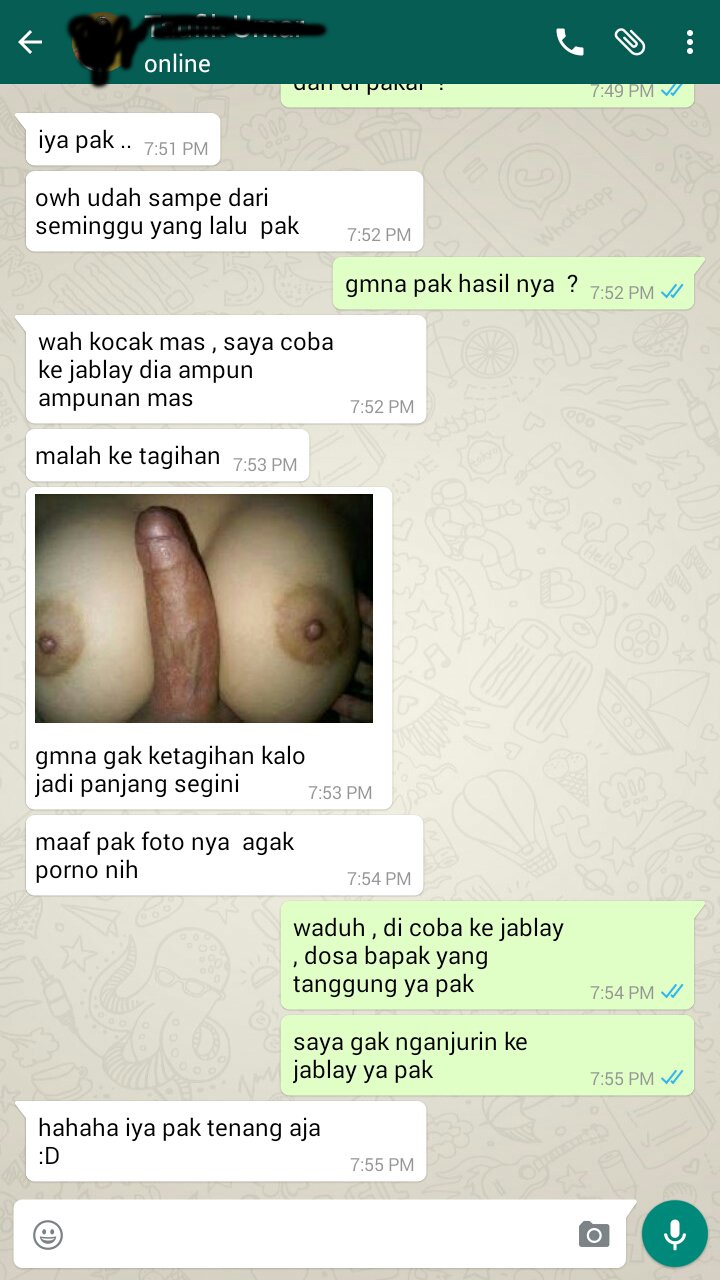 online
7:49 PM
iya pak ..
7:51 PM
owh udah sampe dari
seminggu yang lalu pak
7:52 PM
gmna pak hasil nya ?
7:52 PM
wah kocak mas , saya coba
ke jablay dia ampun
ampunan mas
7:52 PM
malah ke tagihan
7:53 PM
gmna gak ketagihan kalo
jadi panjang segini
7:53 PM
maaf pak foto nya agak
porno nih
7:54 PM
waduh , di coba ke jablay
, dosa bapak yang
tanggung ya pak
7:54 PM
saya gak nganjurin ke
jablay ya pak
7:55 PM
hahaha iya pak tenang aja
:D
7:55 PM